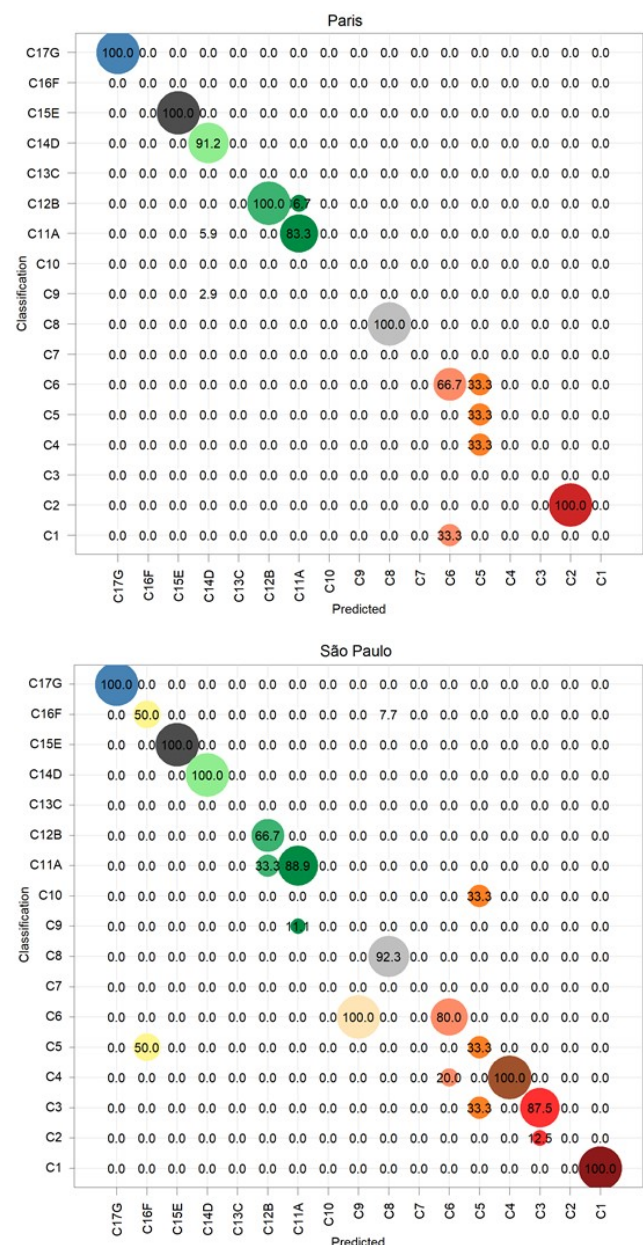 Paris
C17G 100.0 0.0 0.0 0.0 0.0 0.0 0.0 0.0 0.0 0.0 0.0 0.0 0.0 0.0 0.0 0.0 0.0
C16F 0.0 0.0 0.0 0.0 0.0 0.0 0.0 0.0 0.0 0.0 0.0 0.0 0.0 0.0 0.0 0.0 0.0
C15E 0.0 0.0 100.0 0.0 0.0 0.0 0.0 0.0 0.0 0.0 0.0 0.0 0.0 0.0 0.0 0.0 0.0
C14D 0.0 0.0 0.0 91.2 0.0 0.0 0.0 0.0 0.0 0.0 0.0 0.0 0.0 0.0 0.0 0.0 0.0
C13C 0.0 0.0 0.0 0.0 0.0 0.0 0.0 0.0 0.0 0.0 0.0 0.0 0.0 0.0 0.0 0.0 0.0
C12B 0.0 0.0 0.0 0.0 0.0 100.0 0.0 0.0 0.0 0.0 0.0 0.0 0.0 0.0 0.0
C11A 0.0 0.0 0.0 5.9 0.0 0.0 83.3 0.0 0.0 0.0 0.0 0.0 0.0 0.0 0.0 0.0 0.0
C10 0.0 0.0 0.0 0.0 0.0 0.0 0.0 0.0 0.0 0.0 0.0 0.0 0.0 0.0 0.0 0.0 0.0
C9 0.0 0.0 0.0 2.9 0.0 0.0 0.0 0.0 0.0 0.0 0.0 0.0 0.0 0.0 0.0 0.0 0.0
C8 0.0 0.0 0.0 0.0 0.0 0.0 0.0 0.0 0.0 100.0 0.0 0.0 0.0 0.0 0.0 0.0 0.0
C7 0.0 0.0 0.0 0.0 0.0 0.0 0.0 0.0 0.0 0.0 0.0 0.0 0.0 0.0 0.0 0.0 0.0
C6 0.0 0.0 0.0 0.0 0.0 0.0 0.0 0.0 0.0 0.0 0.0 66.7 33.3 0.0 0.0 0.0 0.0
C5 0.0 0.0 0.0 0.0 0.0 0.0 0.0 0.0 0.0 0.0 0.0 0.0 33.3 0.0 0.0 0.0 0.0
C4 0.0 0.0 0.0 0.0 0.0 0.0 0.0 0.0 0.0 0.0 0.0 0.0 33.3 0.0 0.0 0.0 0.0
C3 0.0 0.0 0.0 0.0 0.0 0.0 0.0 0.0 0.0 0.0 0.0 0.0 0.0 0.0 0.0 0.0 0.0
C2 0.0 0.0 0.0 0.0 0.0 0.0 0.0 0.0 0.0 0.0 0.0 0.0 0.0 0.0 0.0 100.0 0.0
C1 0.0 0.0 0.0 0.0 0.0 0.0 0.0 0.0 0.0 0.0 0.0 33.3 0.0 0.0 0.0 0.0 0.0
Classification
C17G C16F C15E C14D C13C C12B C11A C10 C9 C8 C7 C6 C5 C4 C3 C2 C1
Predicted
São Paulo
C17G 100.0 0.0 0.0 0.0 0.0 0.0 0.0 0.0 0.0 0.0 0.0 0.0 0.0 0.0 0.0 0.0 0.0
C16F 0.0 50.0 0.0 0.0 0.0 0.0 0.0 0.0 0.0 7.7 0.0 0.0 0.0 0.0 0.0 0.0 0.0
C15E 0.0 0.0 100.0 0.0 0.0 0.0 0.0 0.0 0.0 0.0 0.0 0.0 0.0 0.0 0.0 0.0 0.0
C14D 0.0 0.0 0.0 100.0 0.0 0.0 0.0 0.0 0.0 0.0 0.0 0.0 0.0 0.0 0.0 0.0 0.0
C13C 0.0 0.0 0.0 0.0 0.0 0.0 0.0 0.0 0.0 0.0 0.0 0.0 0.0 0.0 0.0 0.0 0.0
C12B 0.0 0.0 0.0 0.0 0.0 66.7 0.0 0.0 0.0 0.0 0.0 0.0 0.0 0.0 0.0 0.0 0.0
C11A 0.0 0.0 0.0 0.0 0.0 33.3 88.9 0.0 0.0 0.0 0.0 0.0 0.0 0.0 0.0 0.0 0.0
C10 0.0 0.0 0.0 0.0 0.0 0.0 0.0 0.0 0.0 0.0 0.0 0.0 33.3 0.0 0.0 0.0 0.0
C9 0.0 0.0 0.0 0.0 0.0 0.0 11.1 0.0 0.0 0.0 0.0 0.0 0.0 0.0 0.0 0.0 0.0
C8 0.0 0.0 0.0 0.0 0.0 0.0 0.0 0.0 0.0 92.3 0.0 0.0 0.0 0.0 0.0 0.0 0.0
C7 0.0 0.0 0.0 0.0 0.0 0.0 0.0 0.0 0.0 0.0 0.0 0.0 0.0 0.0 0.0 0.0 0.0
C6 0.0 0.0 0.0 0.0 0.0 0.0 0.0 0.0 100.0 0.0 0.0 80.0 0.0 0.0 0.0 0.0 0.0
C5 0.0 50.0 0.0 0.0 0.0 0.0 0.0 0.0 0.0 0.0 0.0 0.0 33.3 0.0 0.0 0.0 0.0
C4 0.0 0.0 0.0 0.0 0.0 0.0 0.0 0.0 0.0 0.0 0.0 20.0 0.0 100.0 0.0 0.0 0.0
C3 0.0 0.0 0.0 0.0 0.0 0.0 0.0 0.0 0.0 0.0 0.0 0.0 33.3 0.0 87.5 0.0 0.0
C2 0.0 0.0 0.0 0.0 0.0 0.0 0.0 0.0 0.0 0.0 0.0 0.0 0.0 0.0 12.5 0.0 0.0
C1 0.0 0.0 0.0 0.0 0.0 0.0 0.0 0.0 0.0 0.0 0.0 0.0 0.0 0.0 0.0 0.0 100.0
Classification
C17G C16F C15E C14D C13C C12B C11A C10 C9 C8 C7 C6 C5 C4 C3 C2 C1
Predicted